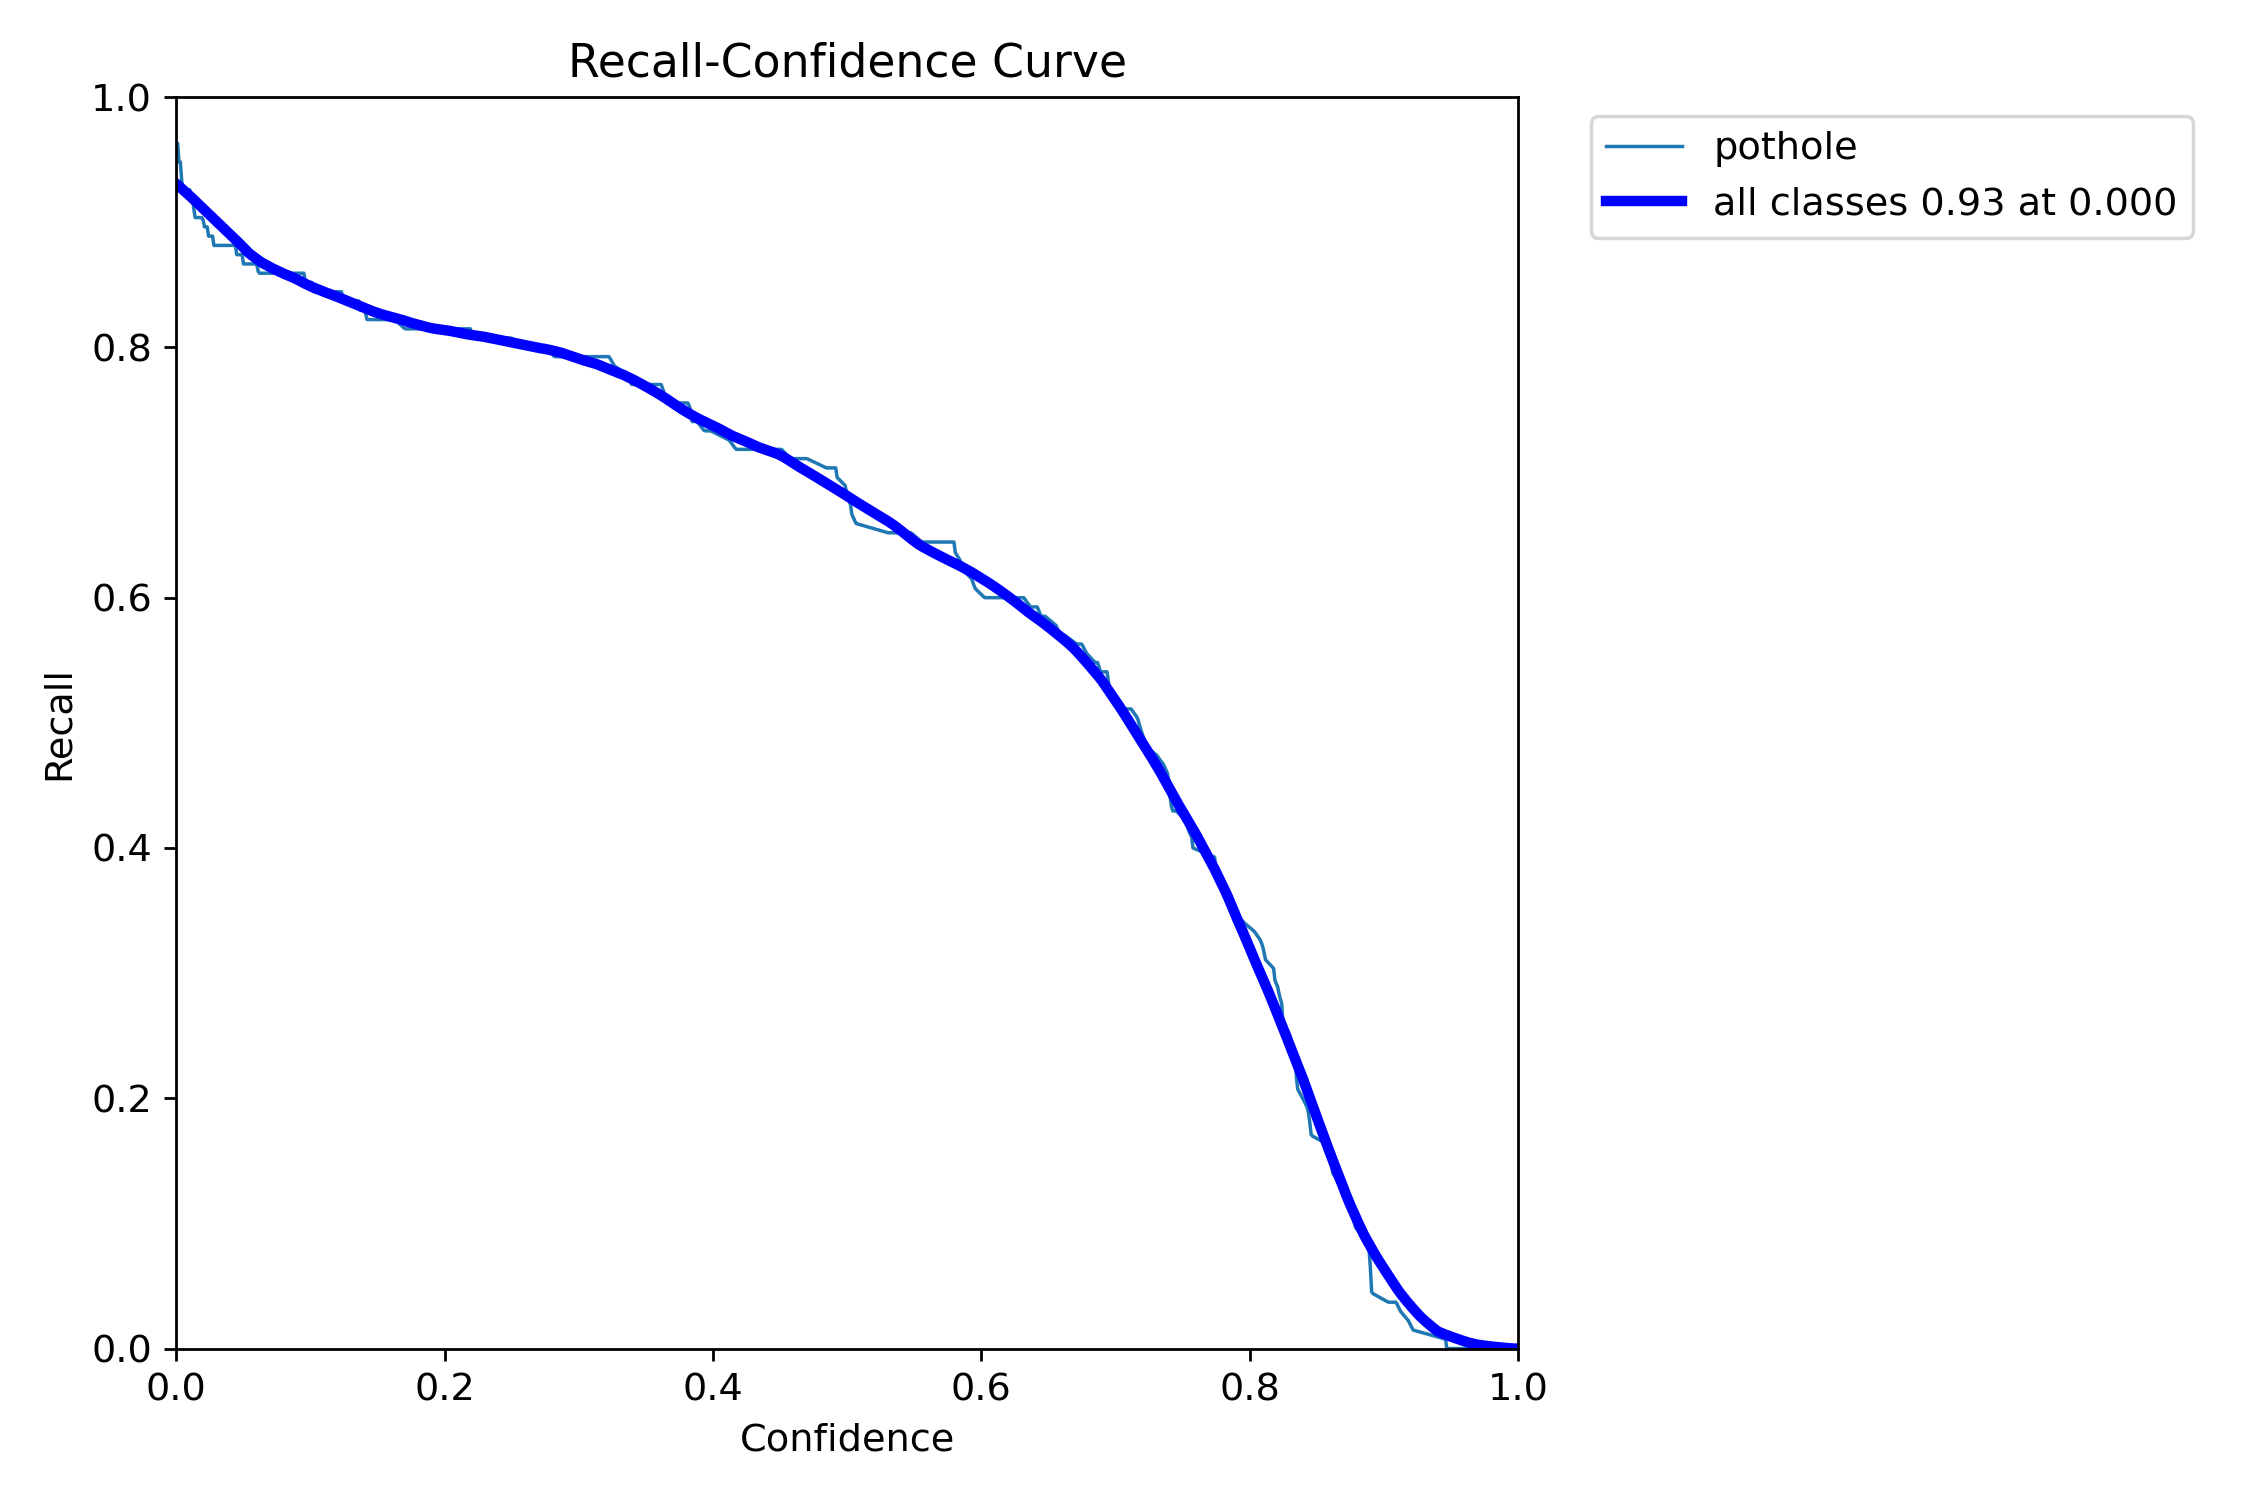 Recall-Confidence Curve
1.0
0.8
0.6
0.4
0.2
0.0
Recall
0.0 0.2 0.4 0.6 0.8 1.0
Confidence
pothole
all classes 0.93 at 0.000